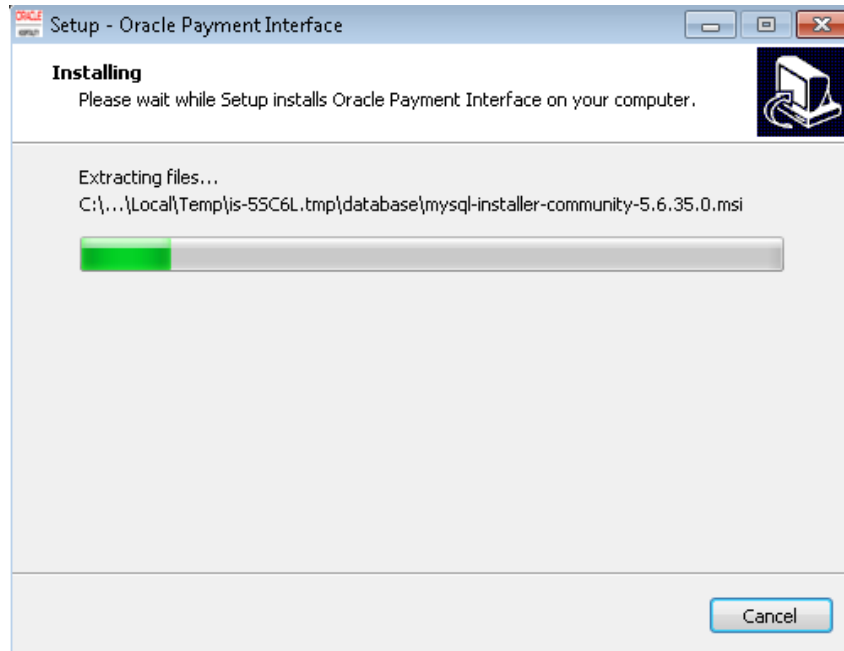 ORACLE
Setup - Oracle Payment Interface
Installing
Please wait while Setup installs Oracle Payment Interface on your computer.
Extracting files...
C:\...\Local\Temp\is-5SC6L.tmp\database\mysql-installer-community-5.6.35.0.msi
Cancel